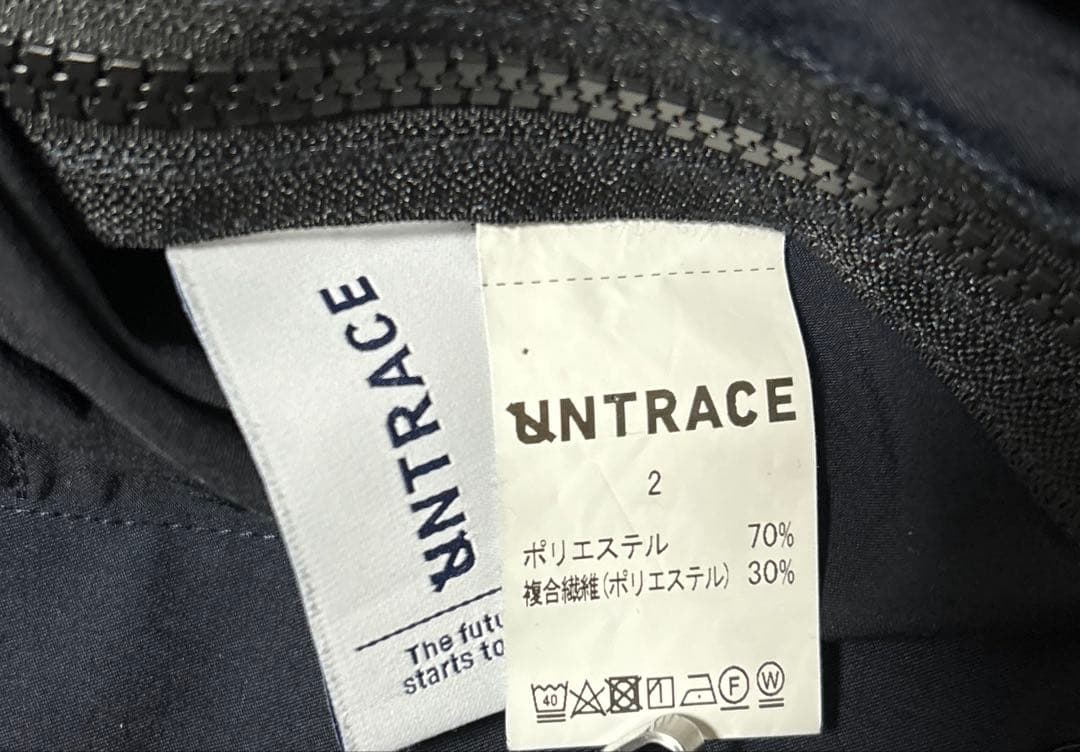 UNTRACE
The futu
starts to
UNTRACE
2
ポリエステル 70%
複合繊維(ポリエステル) 30%
40 F W